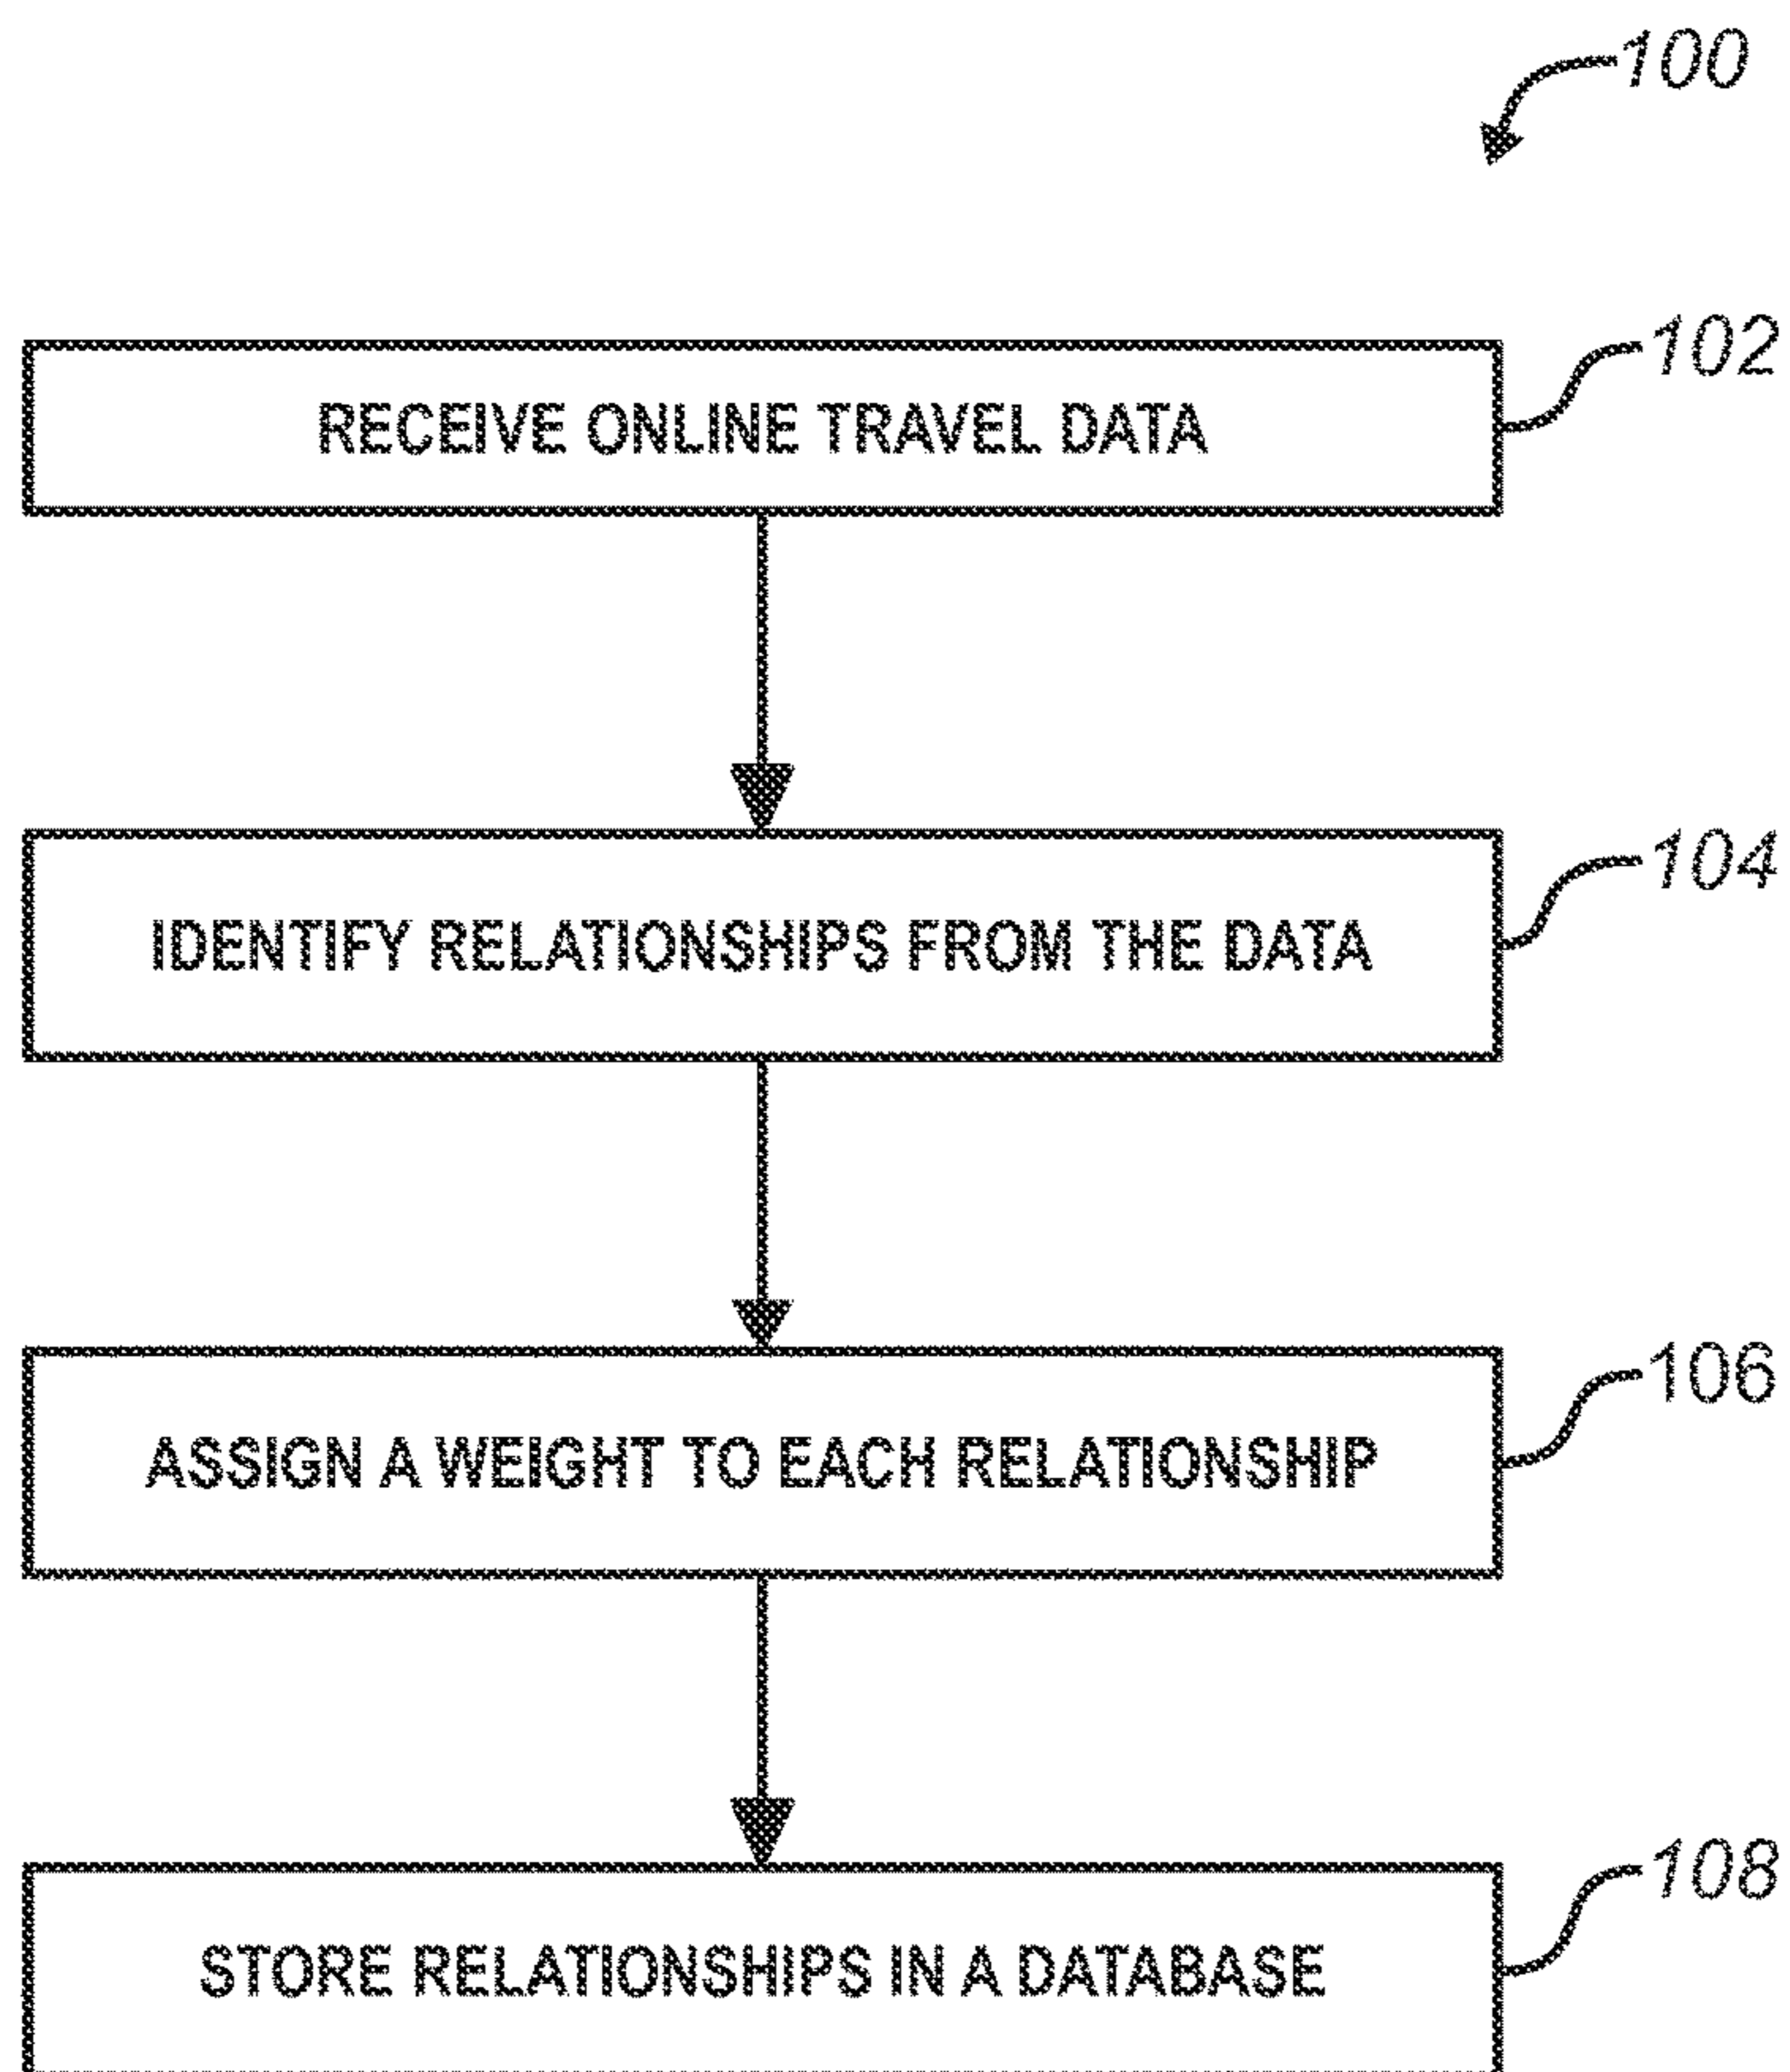 100
102
RECEIVE ONLINE TRAVEL DATA
104
IDENTIFY RELATIONSHIPS FROM THE DATA
106
ASSIGN A WEIGHT TO EACH RELATIONSHIP
108
STORE RELATIONSHIPS IN A DATABASE